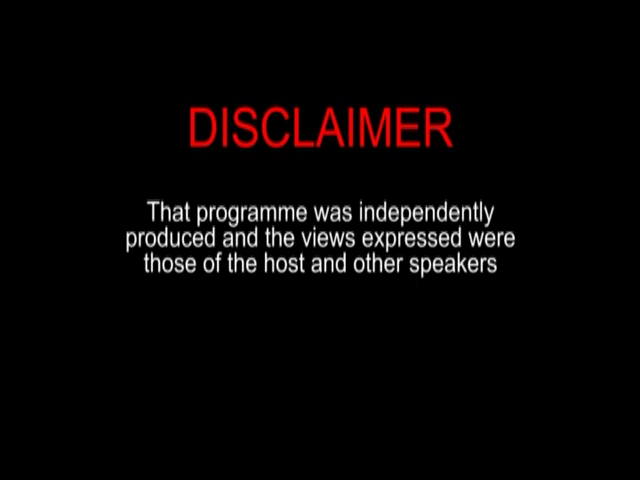 DISCLAIMER
That programme was independently
produced and the views expressed were
those of the host and other speakers